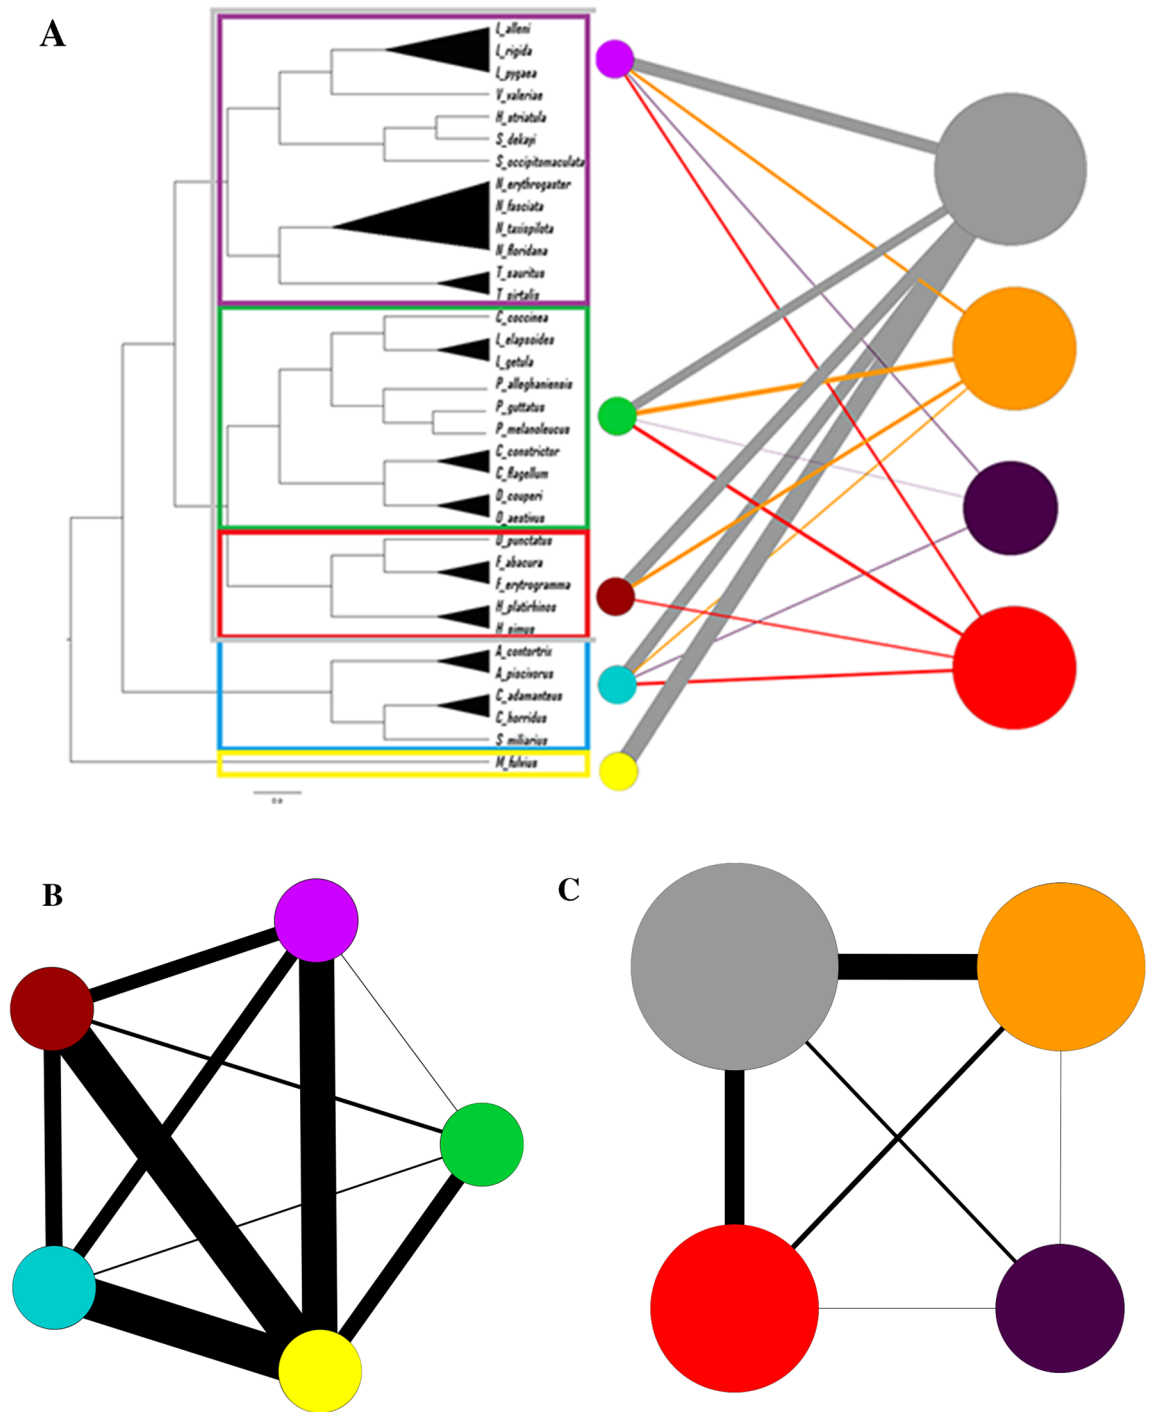 A
L_alleni
L_rigida
L_pygaea
V_valeriae
H_striatula
S_dekayi
S_occipitomaculata
N_erythrogaster
N_fasciata
N_taxispilota
N_floridana
T_sauritus
T_sirtalis
C_coccinea
L_elapsoidea
L_getula
P_alleghaniensis
P_guttatus
P_melanoleucus
C_constrictor
C_flagellum
D_couperi
O_aestivus
D_punctatus
F_abacura
F_erytrogramma
H_platirhinos
H_simus
A_contortrix
A_piscivorus
C_adamanteus
C_horridus
S_miliarius
M_fulvius
B
C